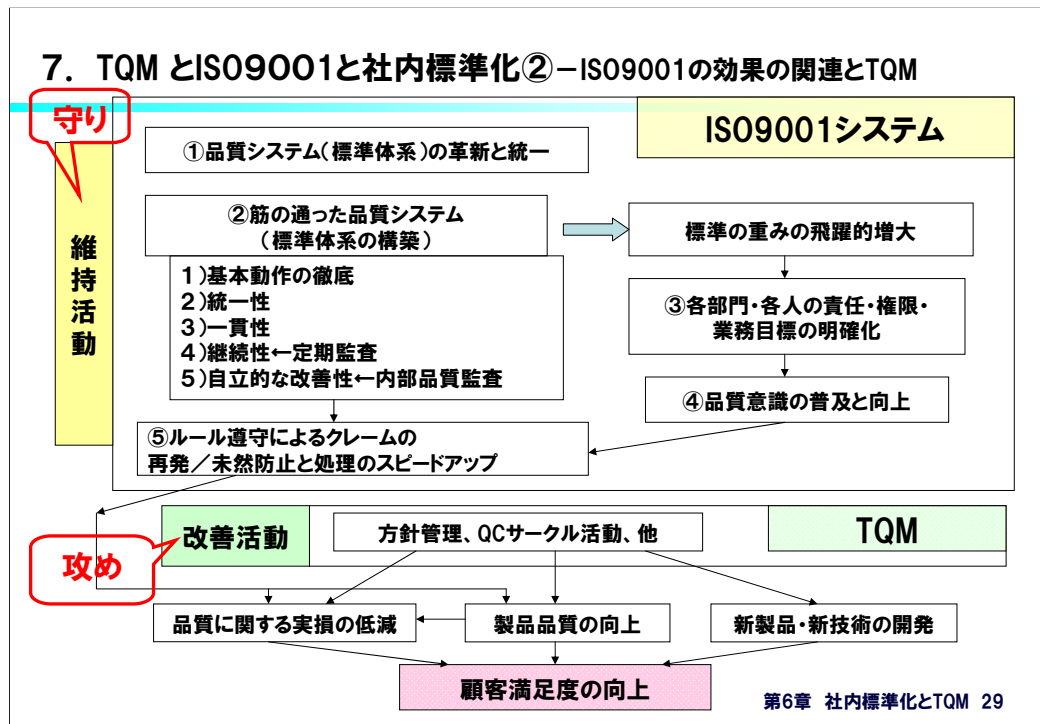 ７．TQM とISO９００１と社内標準化②－ISO9001の効果の関連とTQM
守り
ISO9001システム
①品質システム（標準体系）の革新と統一
維持活動
②筋の通った品質システム
（標準体系の構築）
標準の重みの飛躍的増大
１）基本動作の徹底
２）統一性
３）一貫性
４）継続性←定期監査
５）自立的な改善性←内部品質監査
③各部門・各人の責任・権限・
業務目標の明確化
④品質意識の普及と向上
⑤ルール遵守によるクレームの
再発／未然防止と処理のスピードアップ
改善活動
方針管理、QCサークル活動、他
TQM
攻め
品質に関する実損の低減
製品品質の向上
新製品・新技術の開発
顧客満足度の向上
第6章 社内標準化とTQM 29